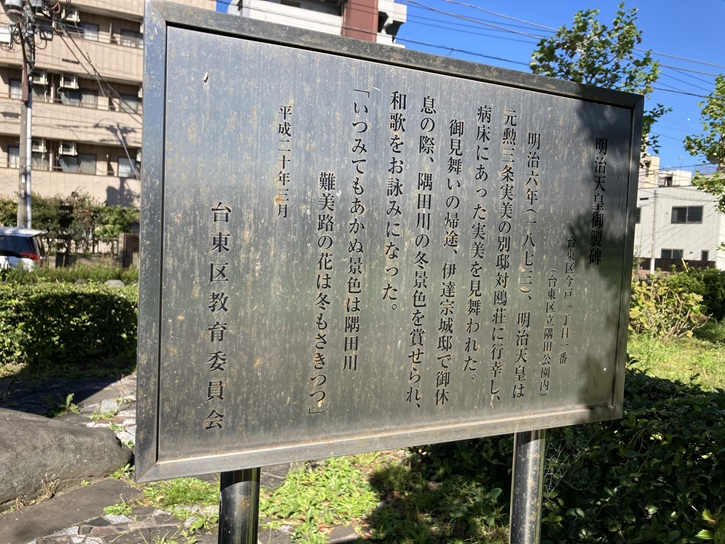 明治天皇御製碑
台東区今戸一丁目一番
（台東区立隅田公園内）
明治六年（一八七三）、明治天皇は
元勲三条実美の別邸対鴎荘に行幸し、
病床にあった実美を見舞われた。
御見舞いの帰途、伊達宗城邸で御休
息の際、隅田川の冬景色を賞せられ、
和歌をお詠みになった。
「いつみてもあかぬ景色は隅田川
難美路の花は冬もさきつつ」
平成二十年三月
台東区教育委員会